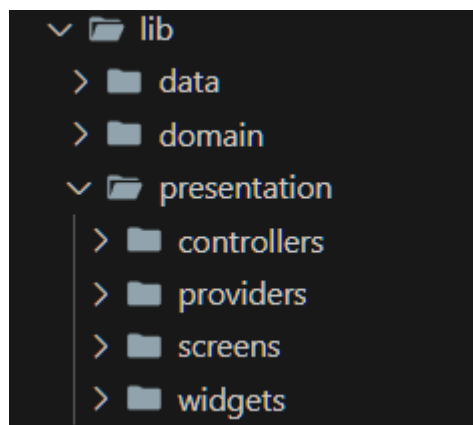 lib
data
domain
presentation
controllers
providers
screens
widgets